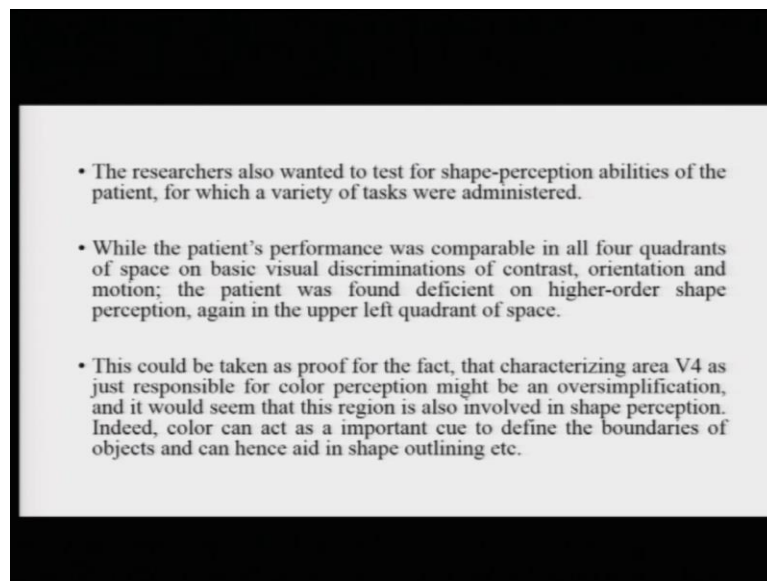 • The researchers also wanted to test for shape-perception abilities of the
patient, for which a variety of tasks were administered.
• While the patient's performance was comparable in all four quadrants
of space on basic visual discriminations of contrast, orientation and
motion; the patient was found deficient on higher-order shape
perception, again in the upper left quadrant of space.
• This could be taken as proof for the fact, that characterizing area V4 as
just responsible for color perception might be an oversimplification,
and it would seem that this region is also involved in shape perception.
Indeed, color can act as a important cue to define the boundaries of
objects and can hence aid in shape outlining etc.